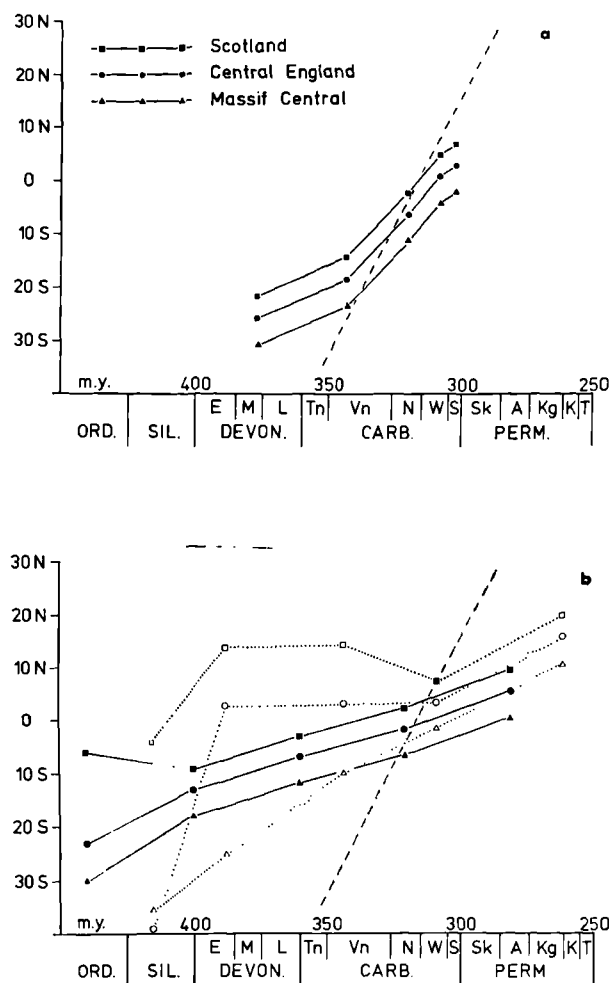 30 N
a
Scotland
20 N
Central England
10 N
Massif Central
0
10 S
20 S
30 S
m.y. 400 350 300 250
E M L Tn Vn N W S Sk A Kg K T
ORD. SIL. DEVON. CARB. PERM.
30 N
b
20 N
10 N
0
10 S
20 S
30 S
m.y. 400 350 300 250
E M L Tn Vn N W S Sk A Kg K T
ORD. SIL. DEVON. CARB. PERM